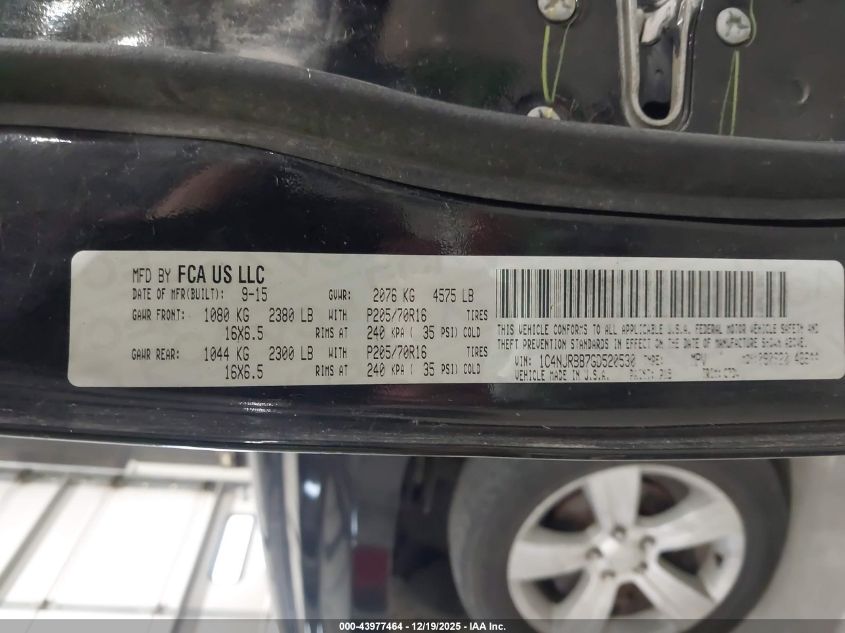 MFD BY FCA US LLC
DATE OF MFR(BUILT): 9-15 GVWR: 2076 KG 4575 LB
GAWR FRONT: 1080 KG 2380 LB WITH P205/70R16 TIRES
16X6.5 RIMS AT 240 KPA ( 35 PSI) COLD
GAWR REAR: 1044 KG 2300 LB WITH P205/70R16 TIRES
16X6.5 RIMS AT 240 KPA ( 35 PSI) COLD
THIS VEHICLE CONFORMS TO ALL APPLICABLE U.S.A. FEDERAL MOTOR VEHICLE SAFETY AND
THEFT PREVENTION STANDARDS IN EFFECT ON THE DATE OF MANUFACTURE SHOWN ABOVE.
VIN: 1C4NJRBB7GD520530 TYPE: MPV
VEHICLE MADE IN U.S.A. PAINT: TRIM:
000-43977464 - 12/19/2025 - IAA Inc.